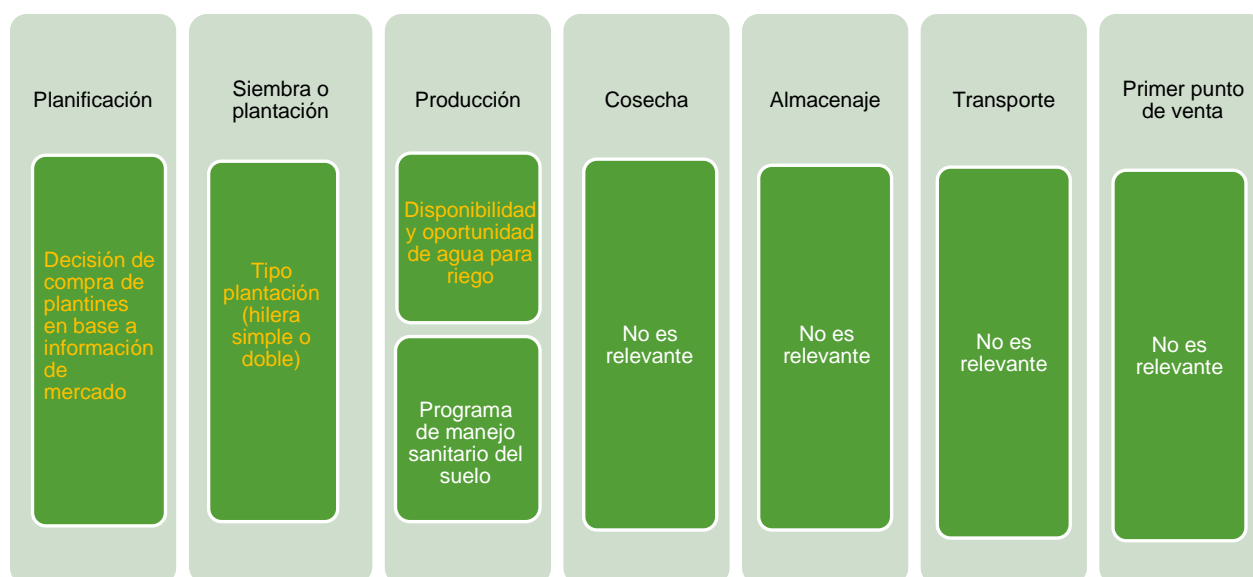 Planificación
Decisión de
compra de
plantines
en base a
información
de
mercado
Siembra o
plantación
Tipo
plantación
(hilera
simple o
doble)
Producción
Disponibilidad
y oportunidad
de agua para
riego
Programa
de manejo
sanitario del
suelo
Cosecha
No es
relevante
Almacenaje
No es
relevante
Transporte
No es
relevante
Primer punto
de venta
No es
relevante